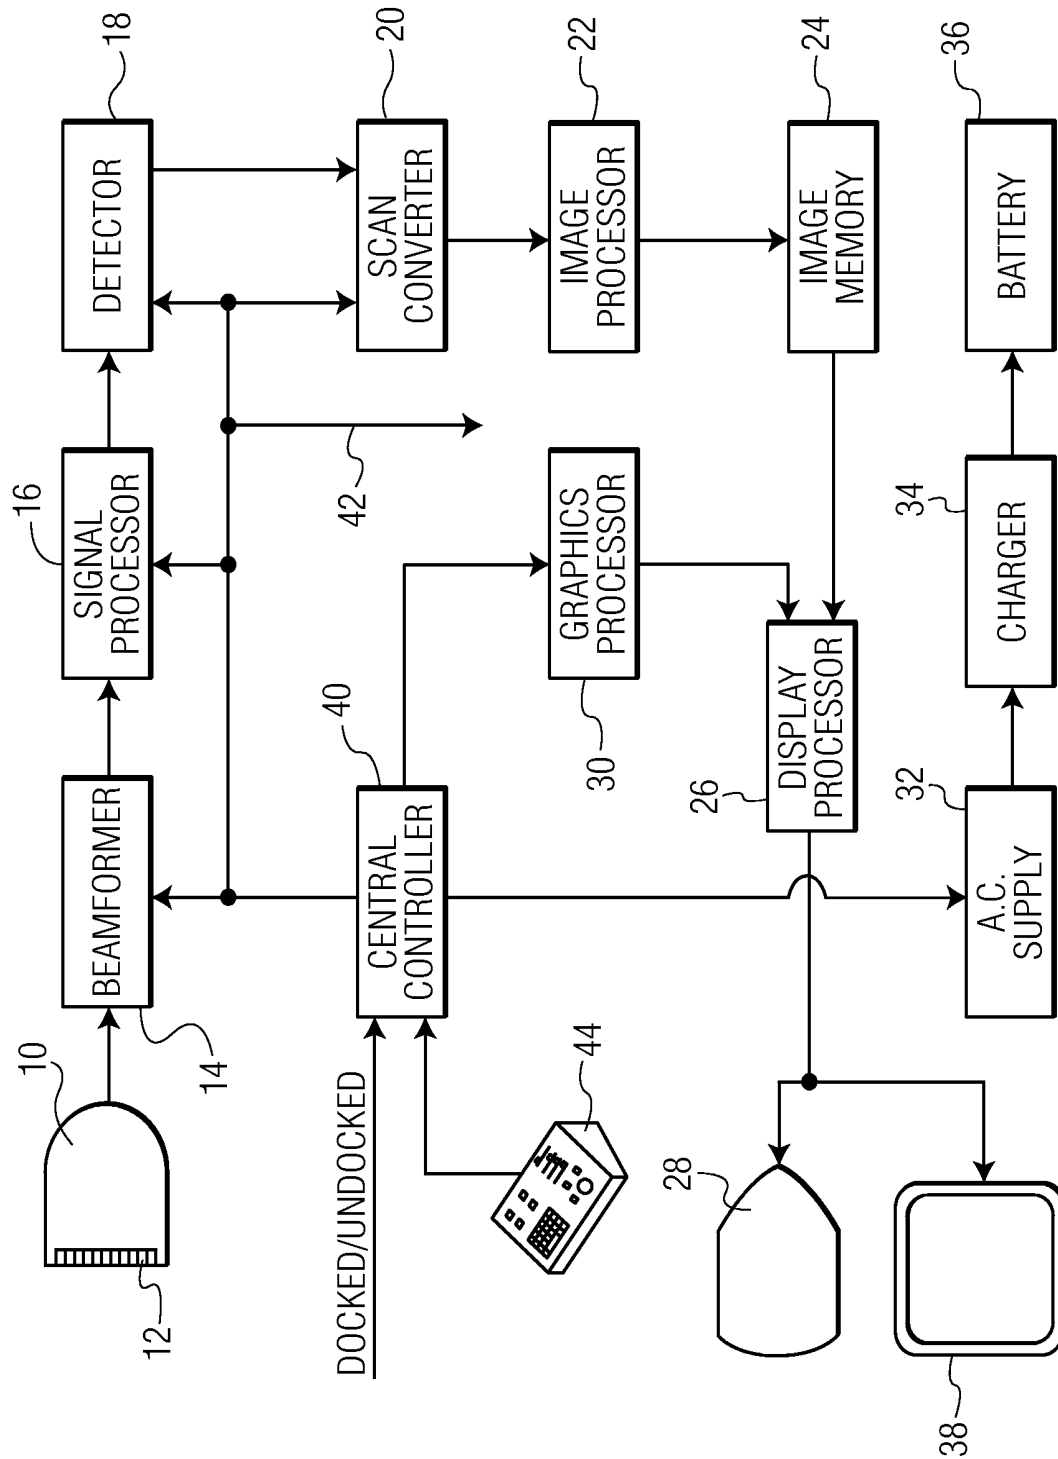 10
12
BEAMFORMER
14
SIGNAL
PROCESSOR
16
DETECTOR
18
DOCKED/UNDOCKED
CENTRAL
CONTROLLER
40
42
SCAN
CONVERTER
20
44
GRAPHICS
PROCESSOR
30
IMAGE
PROCESSOR
22
28
26
DISPLAY
PROCESSOR
IMAGE
MEMORY
24
38
A.C.
SUPPLY
32
CHARGER
34
BATTERY
36